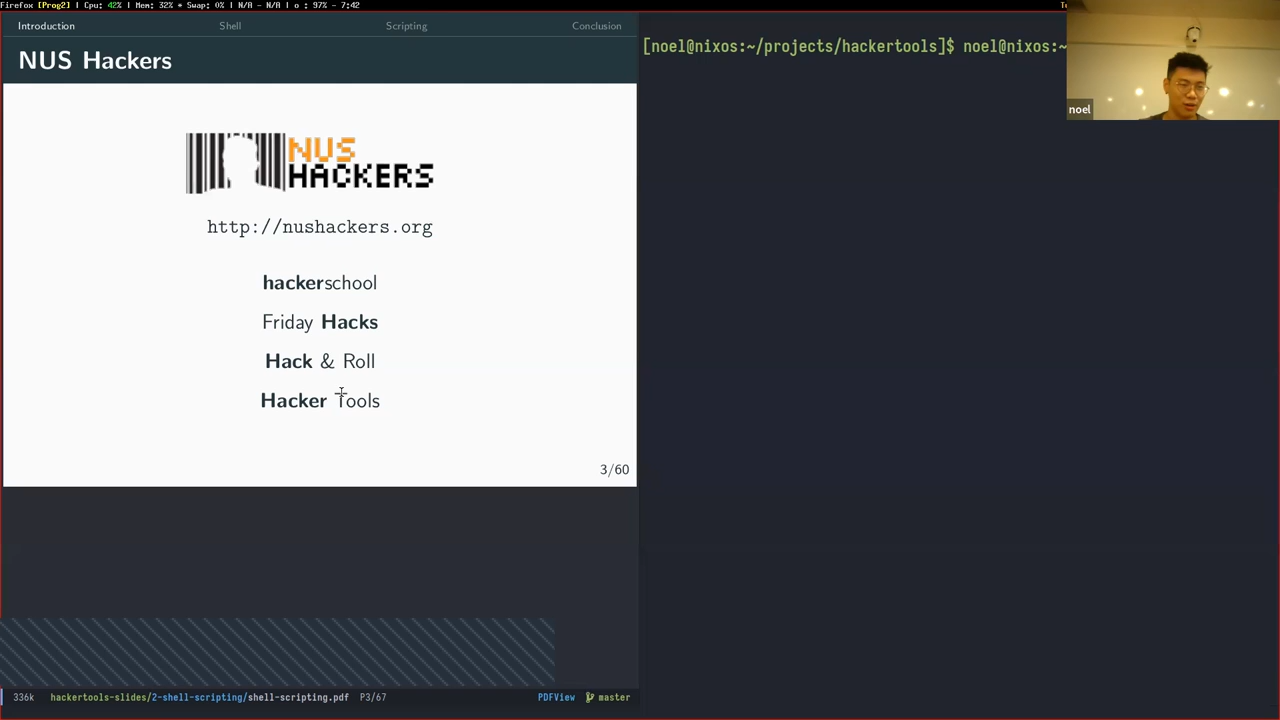 Firefox [Prog2] | Cpu: 42% | Mem: 32% * Swap: 0% | N/A - N/A | o : 97% - 7:42
Introduction Shell Scripting Conclusion
NUS Hackers
NUS
HACKERS
http://nushackers.org
hackerschool
Friday Hacks
Hack & Roll
Hacker Tools
3/60
336k hackertools-slides/2-shell-scripting/shell-scripting.pdf P3/67 PDFView master
[noel@nixos:~/projects/hackertools]$ noel@nixos:~
noel